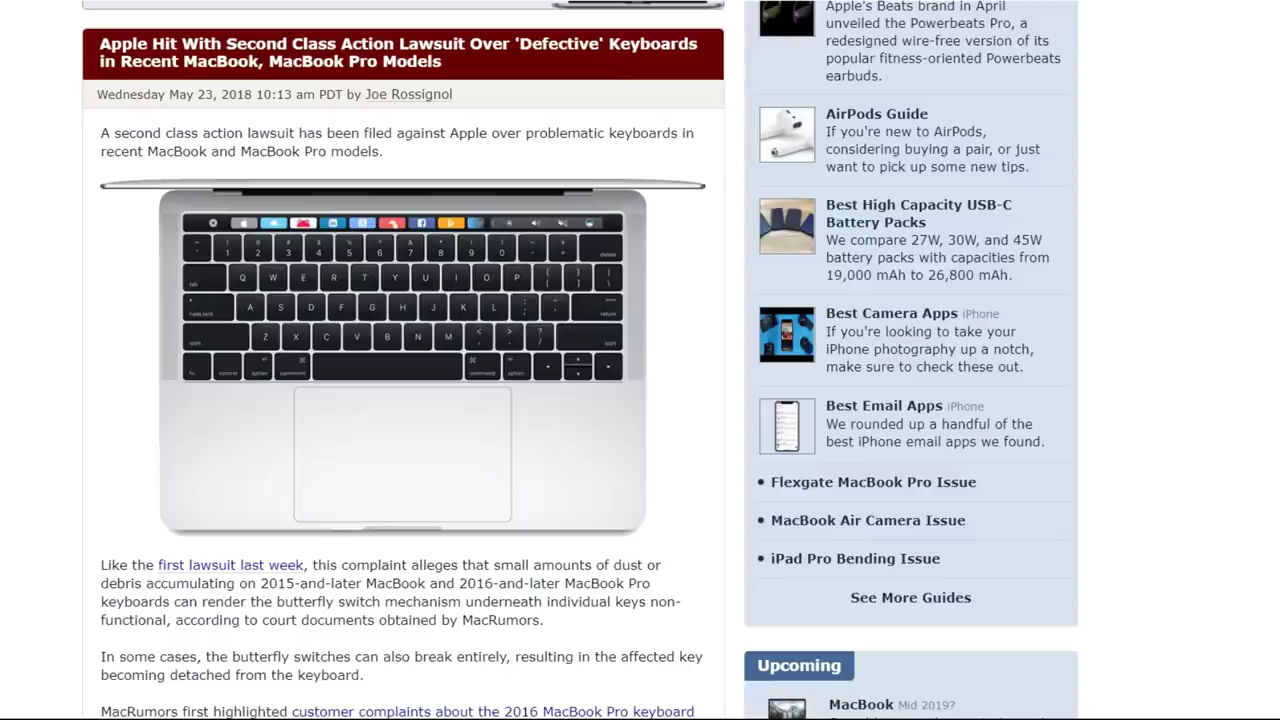 Apple Hit With Second Class Action Lawsuit Over 'Defective' Keyboards
in Recent MacBook, MacBook Pro Models
Wednesday May 23, 2018 10:13 am PDT by Joe Rossignol
A second class action lawsuit has been filed against Apple over problematic keyboards in
recent MacBook and MacBook Pro models.
1 2 3 4 5 6 7 8 9 0
Q W E R T Y U I O P
A S D F G H J K L
Z X C V B N M
Like the first lawsuit last week, this complaint alleges that small amounts of dust or
debris accumulating on 2015-and-later MacBook and 2016-and-later MacBook Pro
keyboards can render the butterfly switch mechanism underneath individual keys non-
functional, according to court documents obtained by MacRumors.
In some cases, the butterfly switches can also break entirely, resulting in the affected key
becoming detached from the keyboard.
MacRumors first highlighted customer complaints about the 2016 MacBook Pro keyboard
Apple's Beats brand in April
unveiled the Powerbeats Pro, a
redesigned wire-free version of its
popular fitness-oriented Powerbeats
earbuds.
AirPods Guide
If you're new to AirPods,
considering buying a pair, or just
want to pick up some new tips.
Best High Capacity USB-C
Battery Packs
We compare 27W, 30W, and 45W
battery packs with capacities from
19,000 mAh to 26,800 mAh.
Best Camera Apps iPhone
If you're looking to take your
iPhone photography up a notch,
make sure to check these out.
Best Email Apps iPhone
We rounded up a handful of the
best iPhone email apps we found.
• Flexgate MacBook Pro Issue
• MacBook Air Camera Issue
• iPad Pro Bending Issue
See More Guides
Upcoming
MacBook Mid 2019?